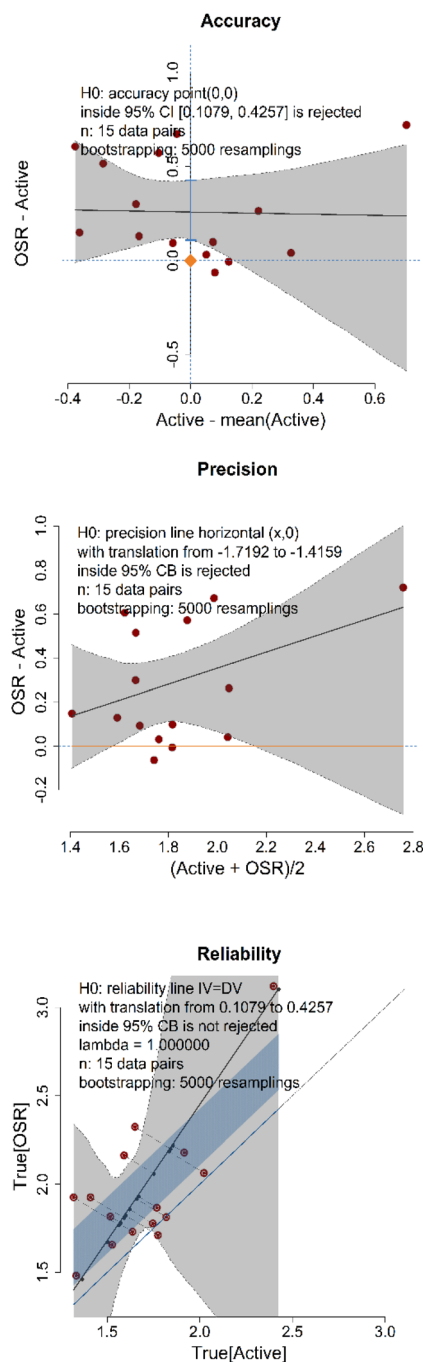 Accuracy
H0: accuracy point(0,0)
inside 95% CI [0.1079, 0.4257] is rejected
n: 15 data pairs
bootstrapping: 5000 resamplings
OSR - Active
1.0
0.5
0.0
-0.5
-0.4
-0.2
0.0
0.2
0.4
0.6
Active - mean(Active)
Precision
H0: precision line horizontal (x,0)
with translation from -1.7192 to -1.4159
inside 95% CB is rejected
n: 15 data pairs
bootstrapping: 5000 resamplings
OSR - Active
1.0
0.8
0.6
0.4
0.2
0.0
-0.2
1.4
1.6
1.8
2.0
2.2
2.4
2.6
2.8
(Active + OSR)/2
Reliability
H0: reliability line IV=DV
with translation from 0.1079 to 0.4257
inside 95% CB is not rejected
lambda = 1.000000
n: 15 data pairs
bootstrapping: 5000 resamplings
True[OSR]
3.0
2.5
2.0
1.5
1.5
2.0
2.5
3.0
True[Active]